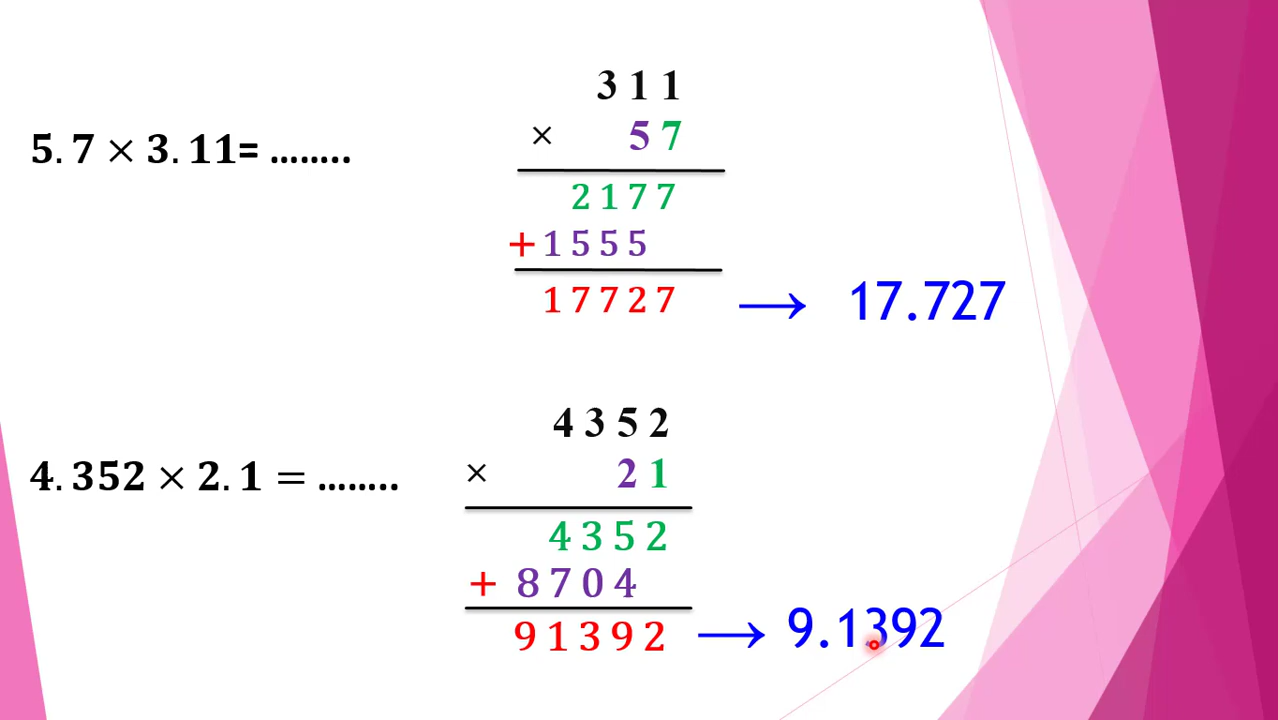 5.7 × 3.11= ........
3 1 1
× 5 7
2 1 7 7
+ 1 5 5 5
1 7 7 2 7 → 17.727
4.352 × 2.1 = ........
4 3 5 2
× 2 1
4 3 5 2
+ 8 7 0 4
9 1 3 9 2 → 9.1392